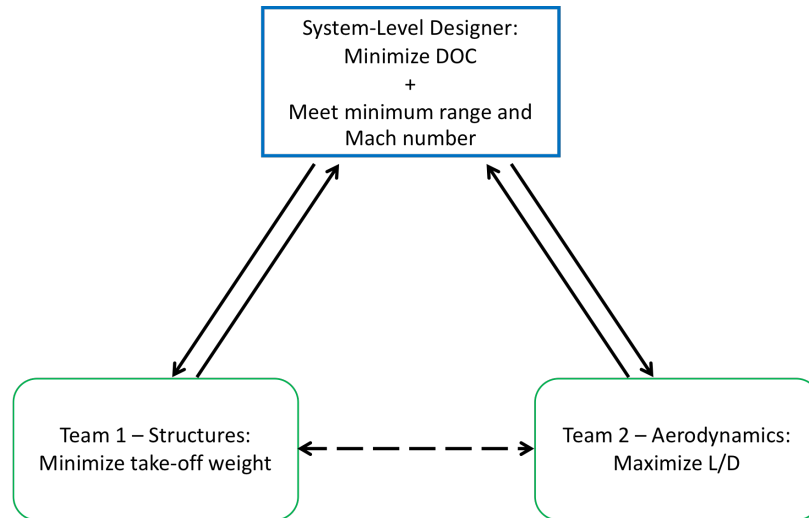 System-Level Designer:
Minimize DOC
+
Meet minimum range and
Mach number
Team 1 – Structures:
Minimize take-off weight
Team 2 – Aerodynamics:
Maximize L/D